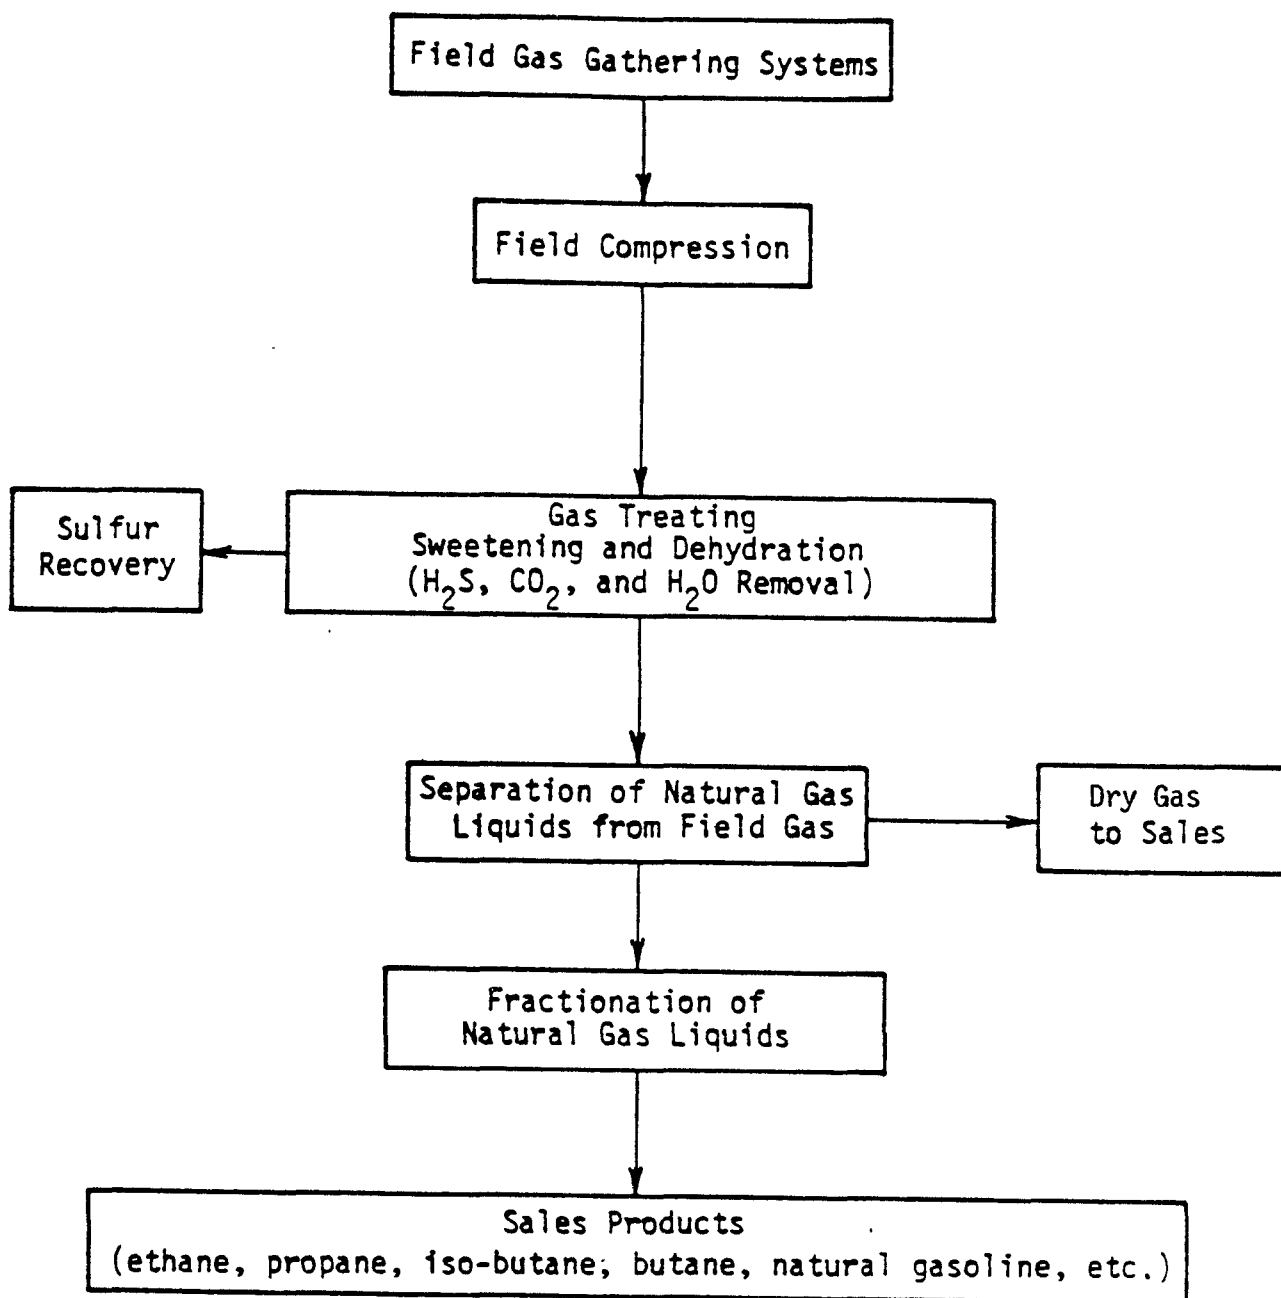 Field Gas Gathering Systems
Field Compression
Sulfur
Recovery
Gas Treating
Sweetening and Dehydration
(H₂S, CO₂, and H₂O Removal)
Separation of Natural Gas
Liquids from Field Gas
Dry Gas
to Sales
Fractionation of
Natural Gas Liquids
Sales Products
(ethane, propane, iso-butane, butane, natural gasoline, etc.)